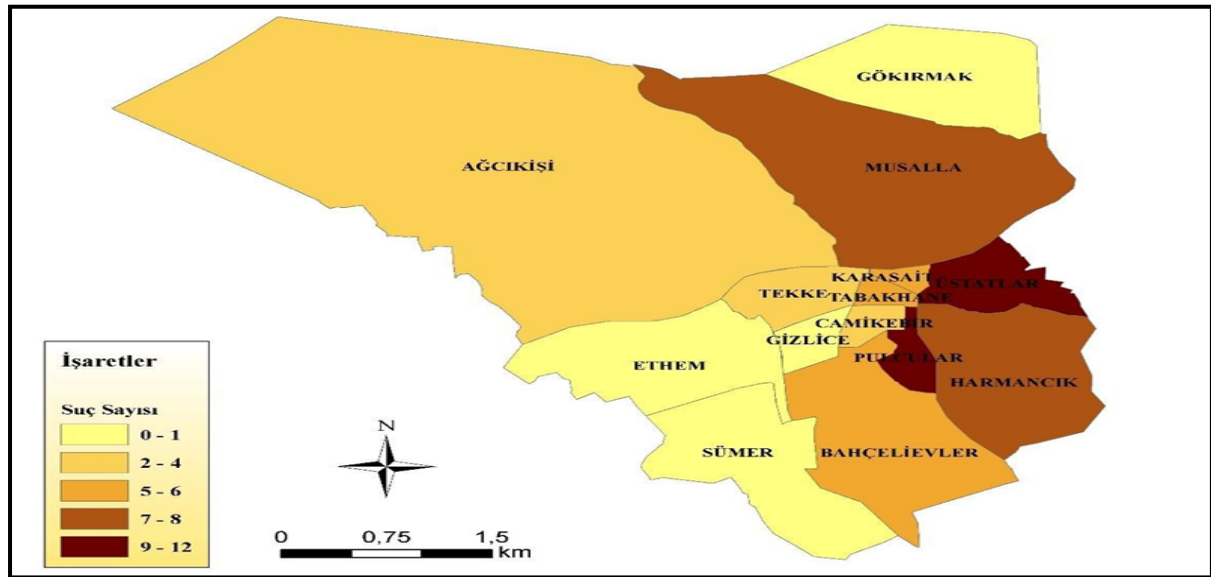 GÖKIRMAK
AĞCIKİŞİ
MUSALLA
KARASAİT
ÜSTATLAR
TEKKE
TABAKHANE
CAMİKEBİR
GİZLİCE
PULCULAR
ETHEM
HARMANCIK
SÜMER
BAHÇELİEVLER
İşaretler
Suç Sayısı
0 - 1
2 - 4
5 - 6
7 - 8
9 - 12
N
0 0,75 1,5
km